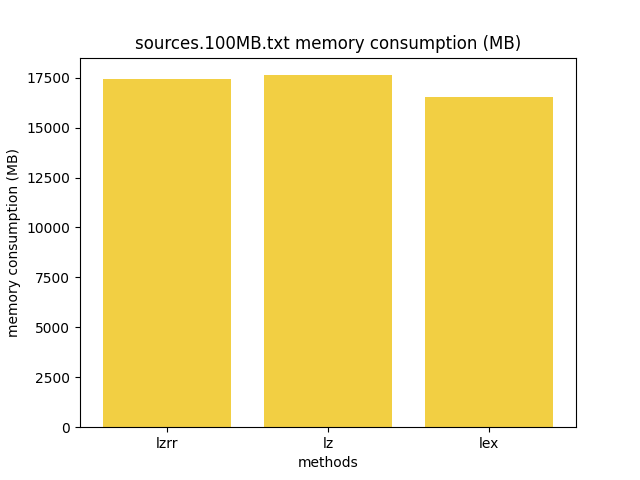 sources.100MB.txt memory consumption (MB)
17500
15000
12500
10000
7500
5000
2500
0
memory consumption (MB)
lzrr lz lex
methods